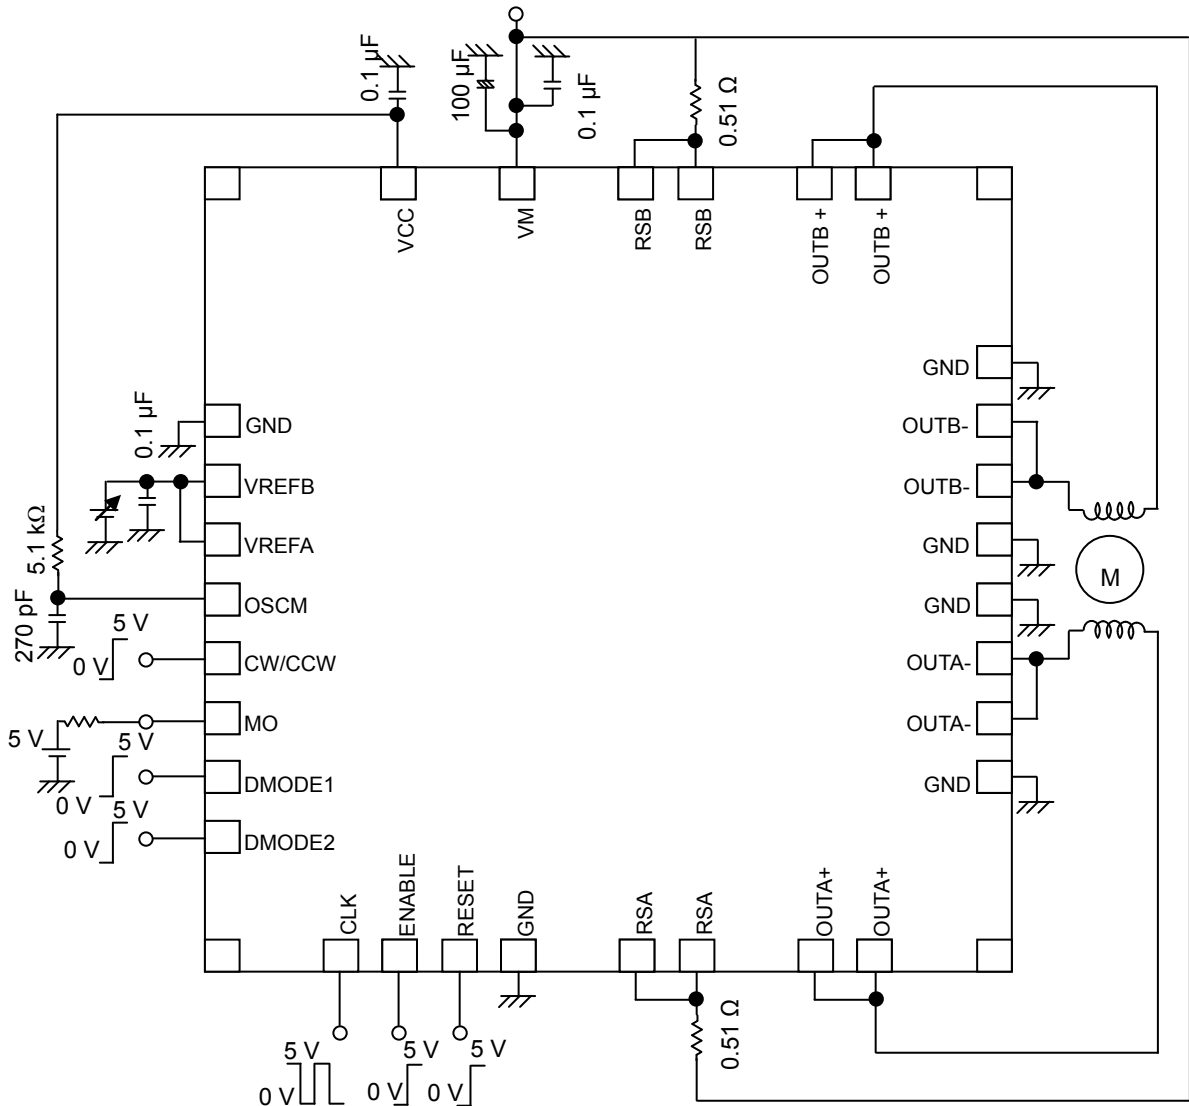 0.1 µF
100 µF
0.1 µF
0.51 Ω
VCC
VM
RSB
RSB
OUTB +
OUTB +
GND
OUTB-
OUTB-
GND
GND
OUTA-
OUTA-
GND
M
0.1 µF
GND
VREFB
VREFA
5.1 kΩ
OSCM
270 pF
5 V
0 V
CW/CCW
MO
5 V
5 V
0 V
DMODE1
5 V
0 V
DMODE2
CLK
ENABLE
RESET
GND
RSA
RSA
OUTA+
OUTA+
0.51 Ω
5 V
0 V
5 V
0 V
5 V
0 V